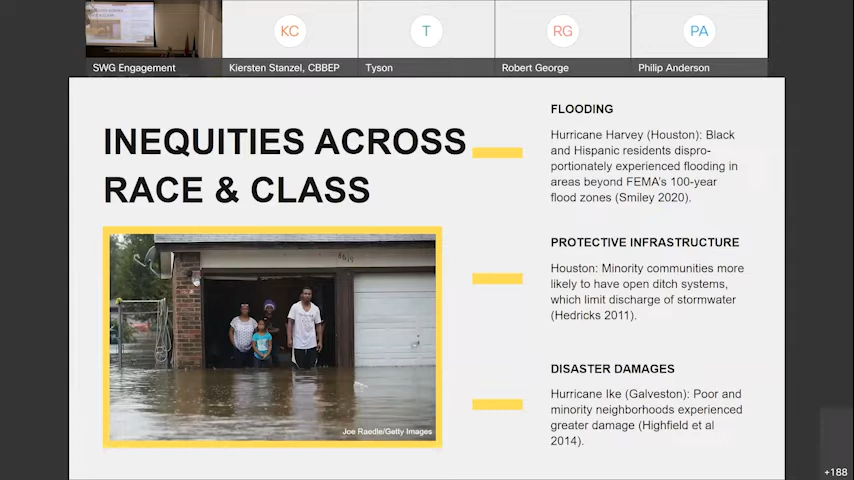 KC
T
RG
PA
SWG Engagement
Kiersten Stanzel, CBBEP
Tyson
Robert George
Philip Anderson
INEQUITIES ACROSS
RACE & CLASS
Joe Raedle/Getty Images
FLOODING
Hurricane Harvey (Houston): Black
and Hispanic residents dispro-
portionately experienced flooding in
areas beyond FEMA's 100-year
flood zones (Smiley 2020).
PROTECTIVE INFRASTRUCTURE
Houston: Minority communities more
likely to have open ditch systems,
which limit discharge of stormwater
(Hedricks 2011).
DISASTER DAMAGES
Hurricane Ike (Galveston): Poor and
minority neighborhoods experienced
greater damage (Highfield et al
2014).
+188